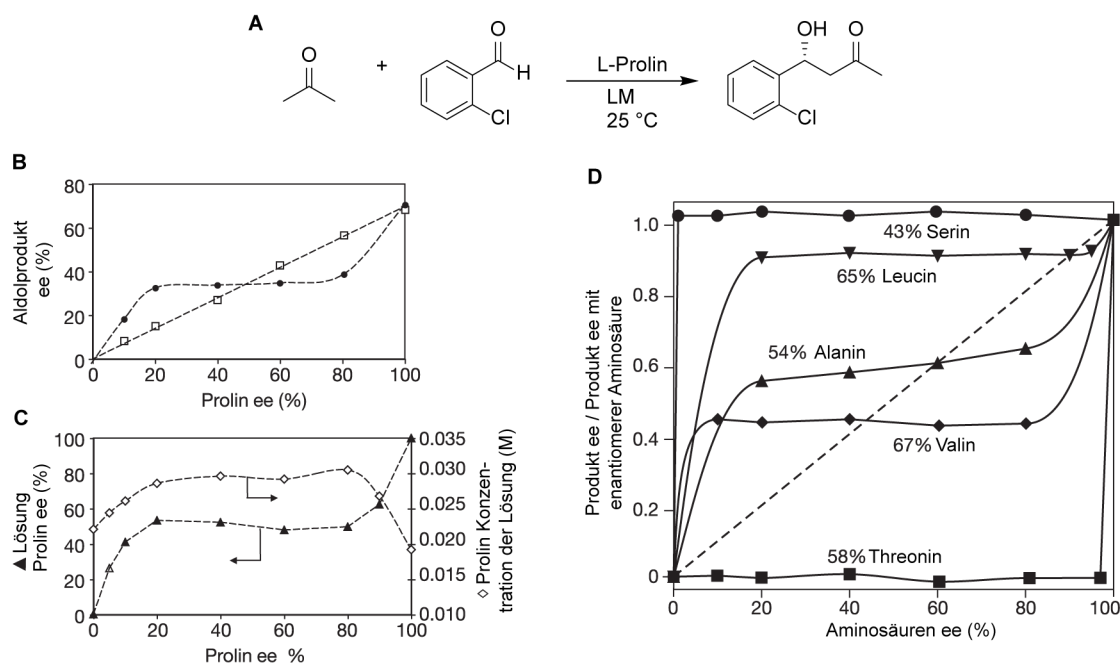 A
O
+
O
H
Cl
L-Prolin
LM
25 °C
OH
O
Cl
B
Aldolprodukt
ee (%)
80
60
40
20
0
0 20 40 60 80 100
Prolin ee (%)
C
▲ Lösung
Prolin ee (%)
100
80
60
40
20
0
0.035
0.030
0.025
0.020
0.015
0.010
◇ Prolin Konzen-
tration der Lösung (M)
0 20 40 60 80 100
Prolin ee %
D
Produkt ee / Produkt ee mit
enantiomerer Aminosäure
1.0
0.8
0.6
0.4
0.2
0
43% Serin
65% Leucin
54% Alanin
67% Valin
58% Threonin
0 20 40 60 80 100
Aminosäuren ee (%)